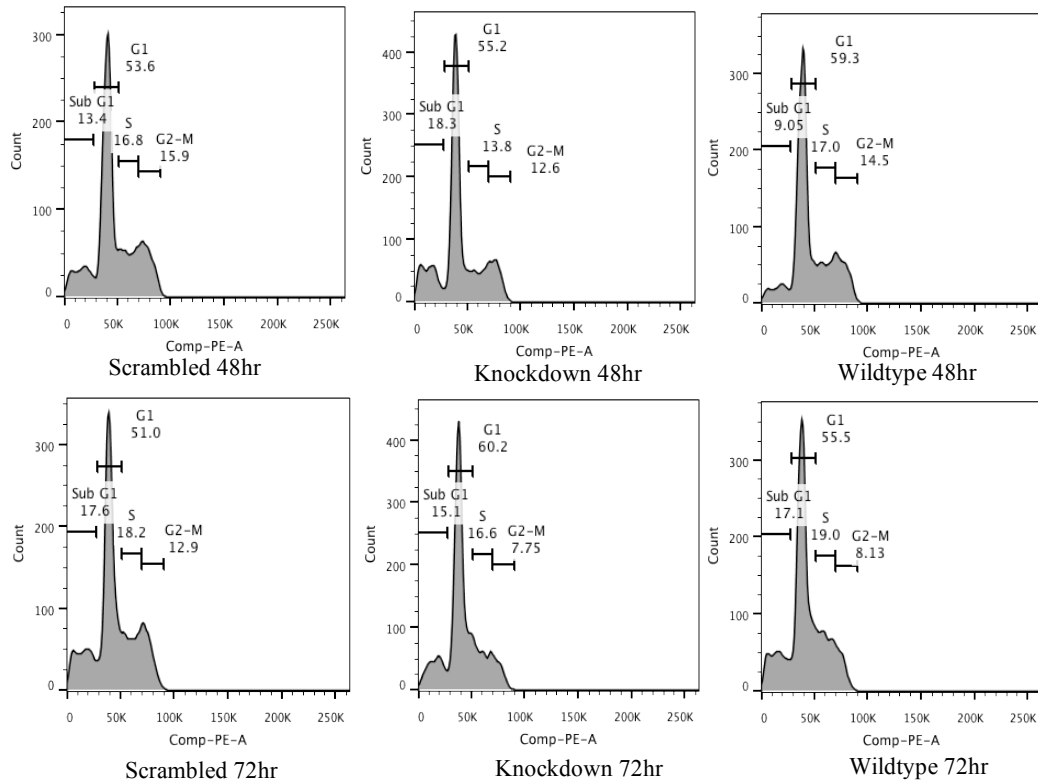 300
200
100
0
Count
G1
53.6
Sub G1
13.4
S
16.8
G2-M
15.9
0 50K 100K 150K 200K 250K
Comp-PE-A
Scrambled 48hr
400
300
200
100
0
Count
G1
55.2
Sub G1
18.3
S
13.8
G2-M
12.6
0 50K 100K 150K 200K 250K
Comp-PE-A
Knockdown 48hr
300
200
100
0
Count
G1
59.3
Sub G1
9.05
S
17.0
G2-M
14.5
0 50K 100K 150K 200K 250K
Comp-PE-A
Wildtype 48hr
300
200
100
0
Count
G1
51.0
Sub G1
17.6
S
18.2
G2-M
12.9
0 50K 100K 150K 200K 250K
Comp-PE-A
Scrambled 72hr
400
300
200
100
0
Count
G1
60.2
Sub G1
15.1
S
16.6
G2-M
7.75
0 50K 100K 150K 200K 250K
Comp-PE-A
Knockdown 72hr
300
200
100
0
Count
G1
55.5
Sub G1
17.1
S
19.0
G2-M
8.13
0 50K 100K 150K 200K 250K
Comp-PE-A
Wildtype 72hr